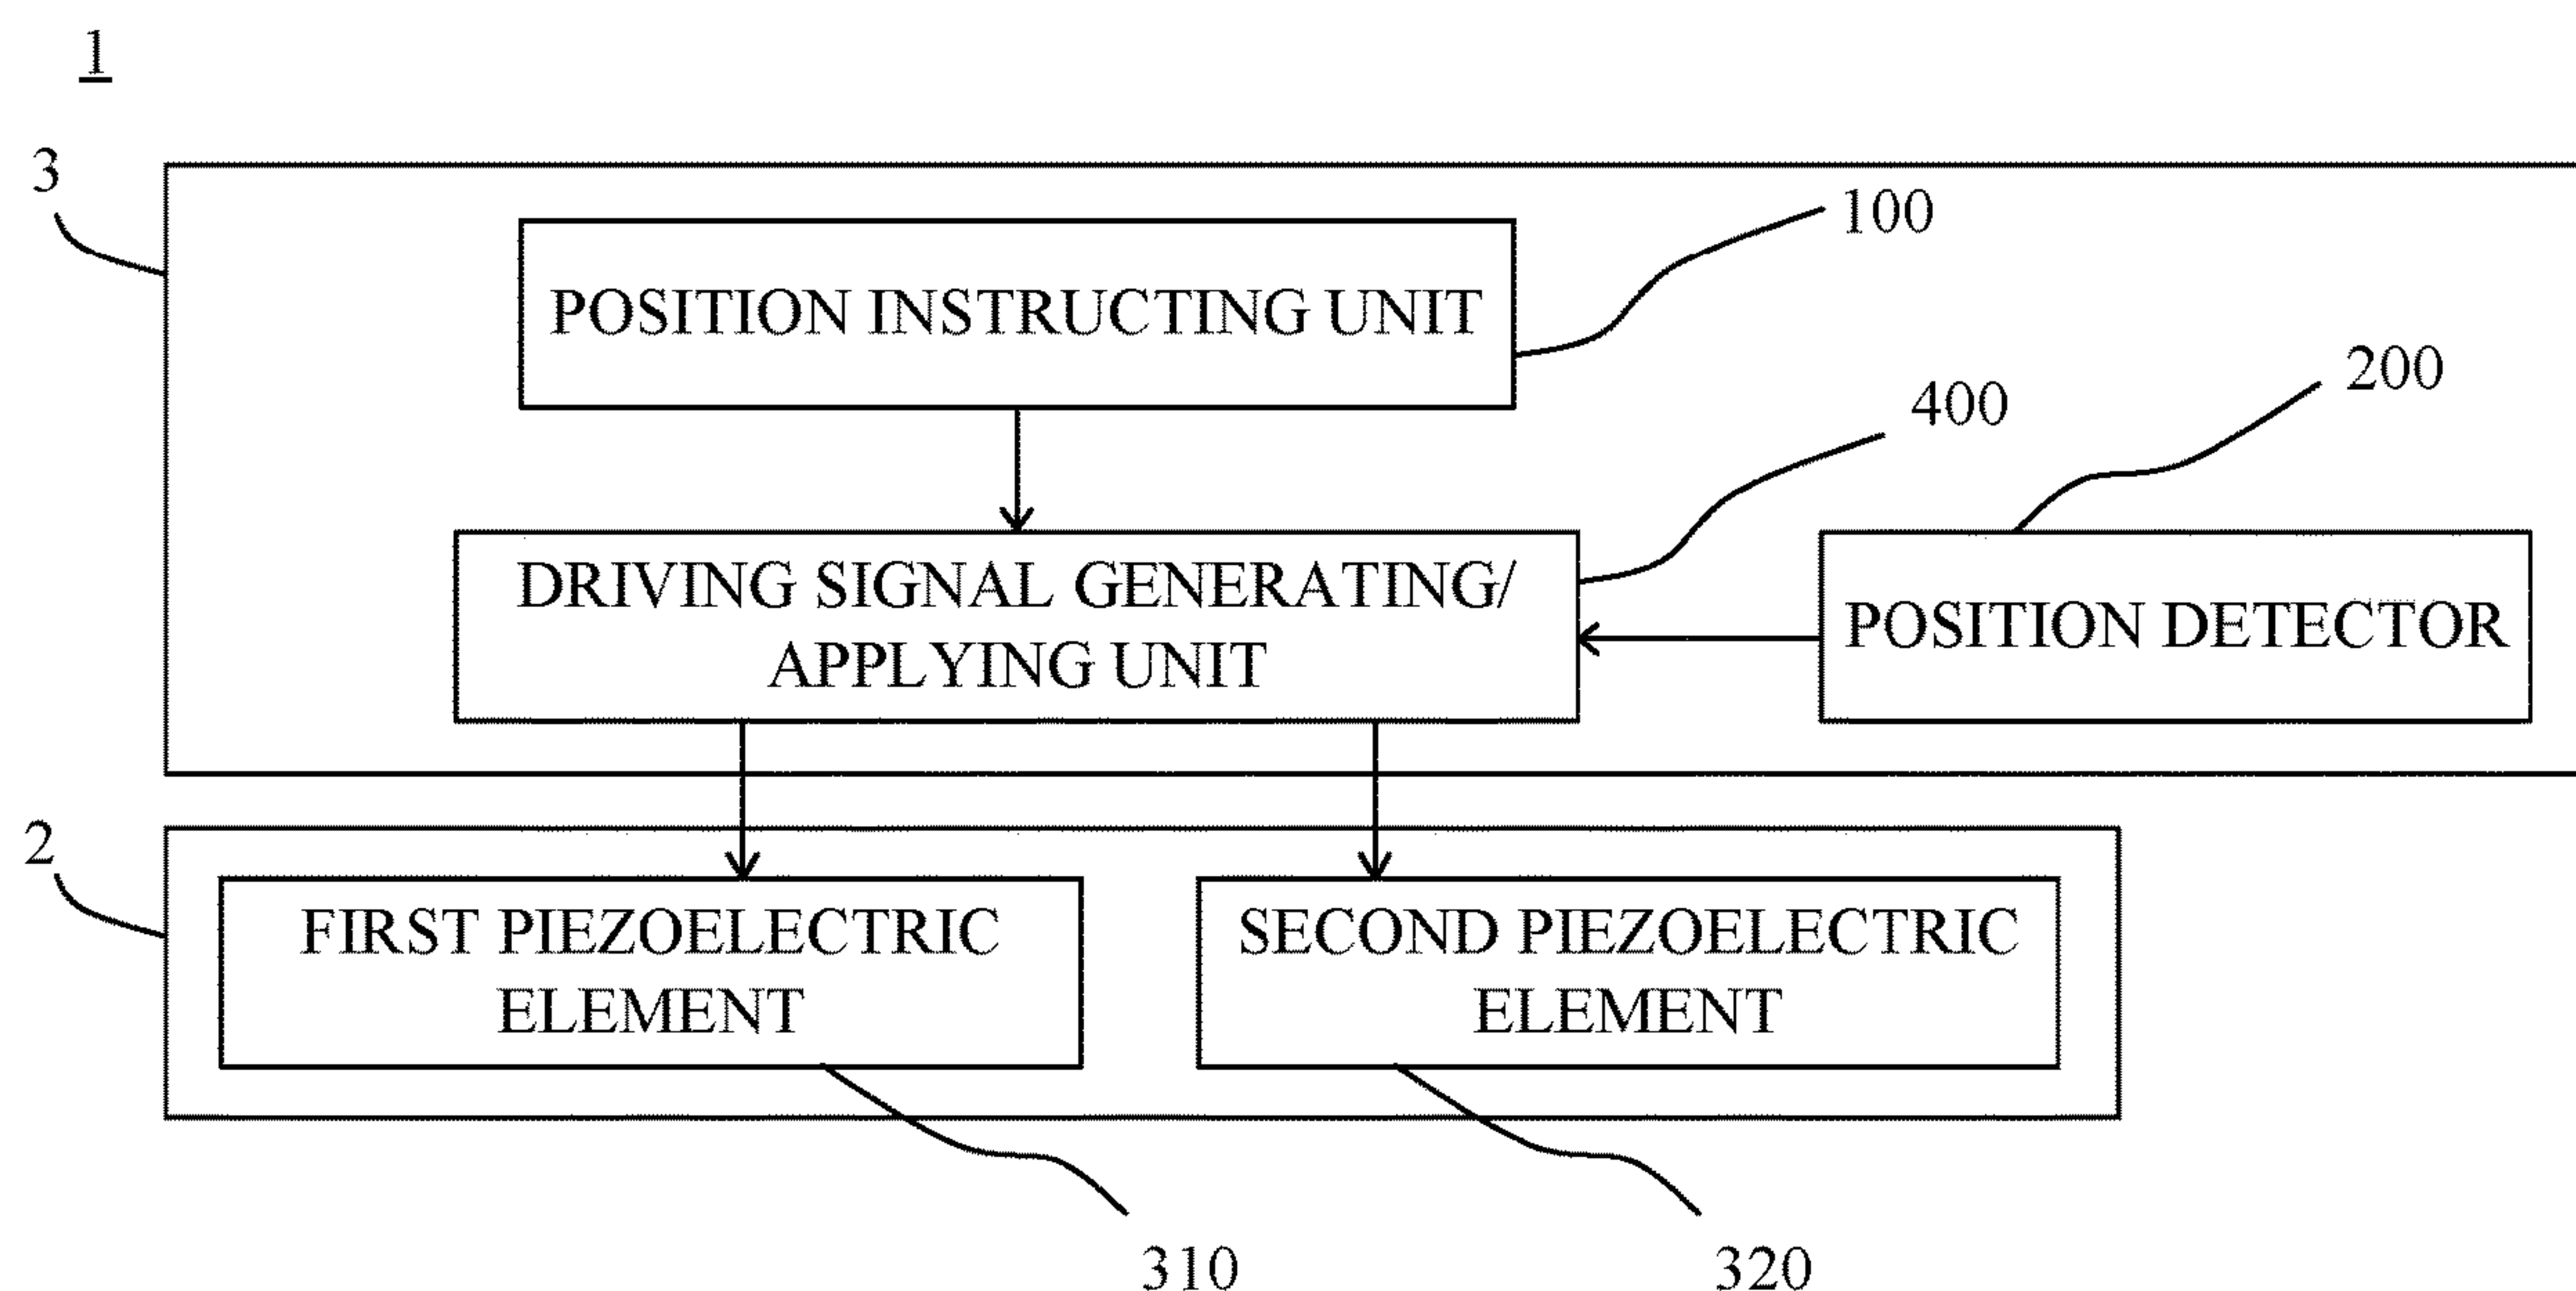 1
3
100
POSITION INSTRUCTING UNIT
200
400
DRIVING SIGNAL GENERATING/
APPLYING UNIT
POSITION DETECTOR
2
FIRST PIEZOELECTRIC
ELEMENT
SECOND PIEZOELECTRIC
ELEMENT
310
320